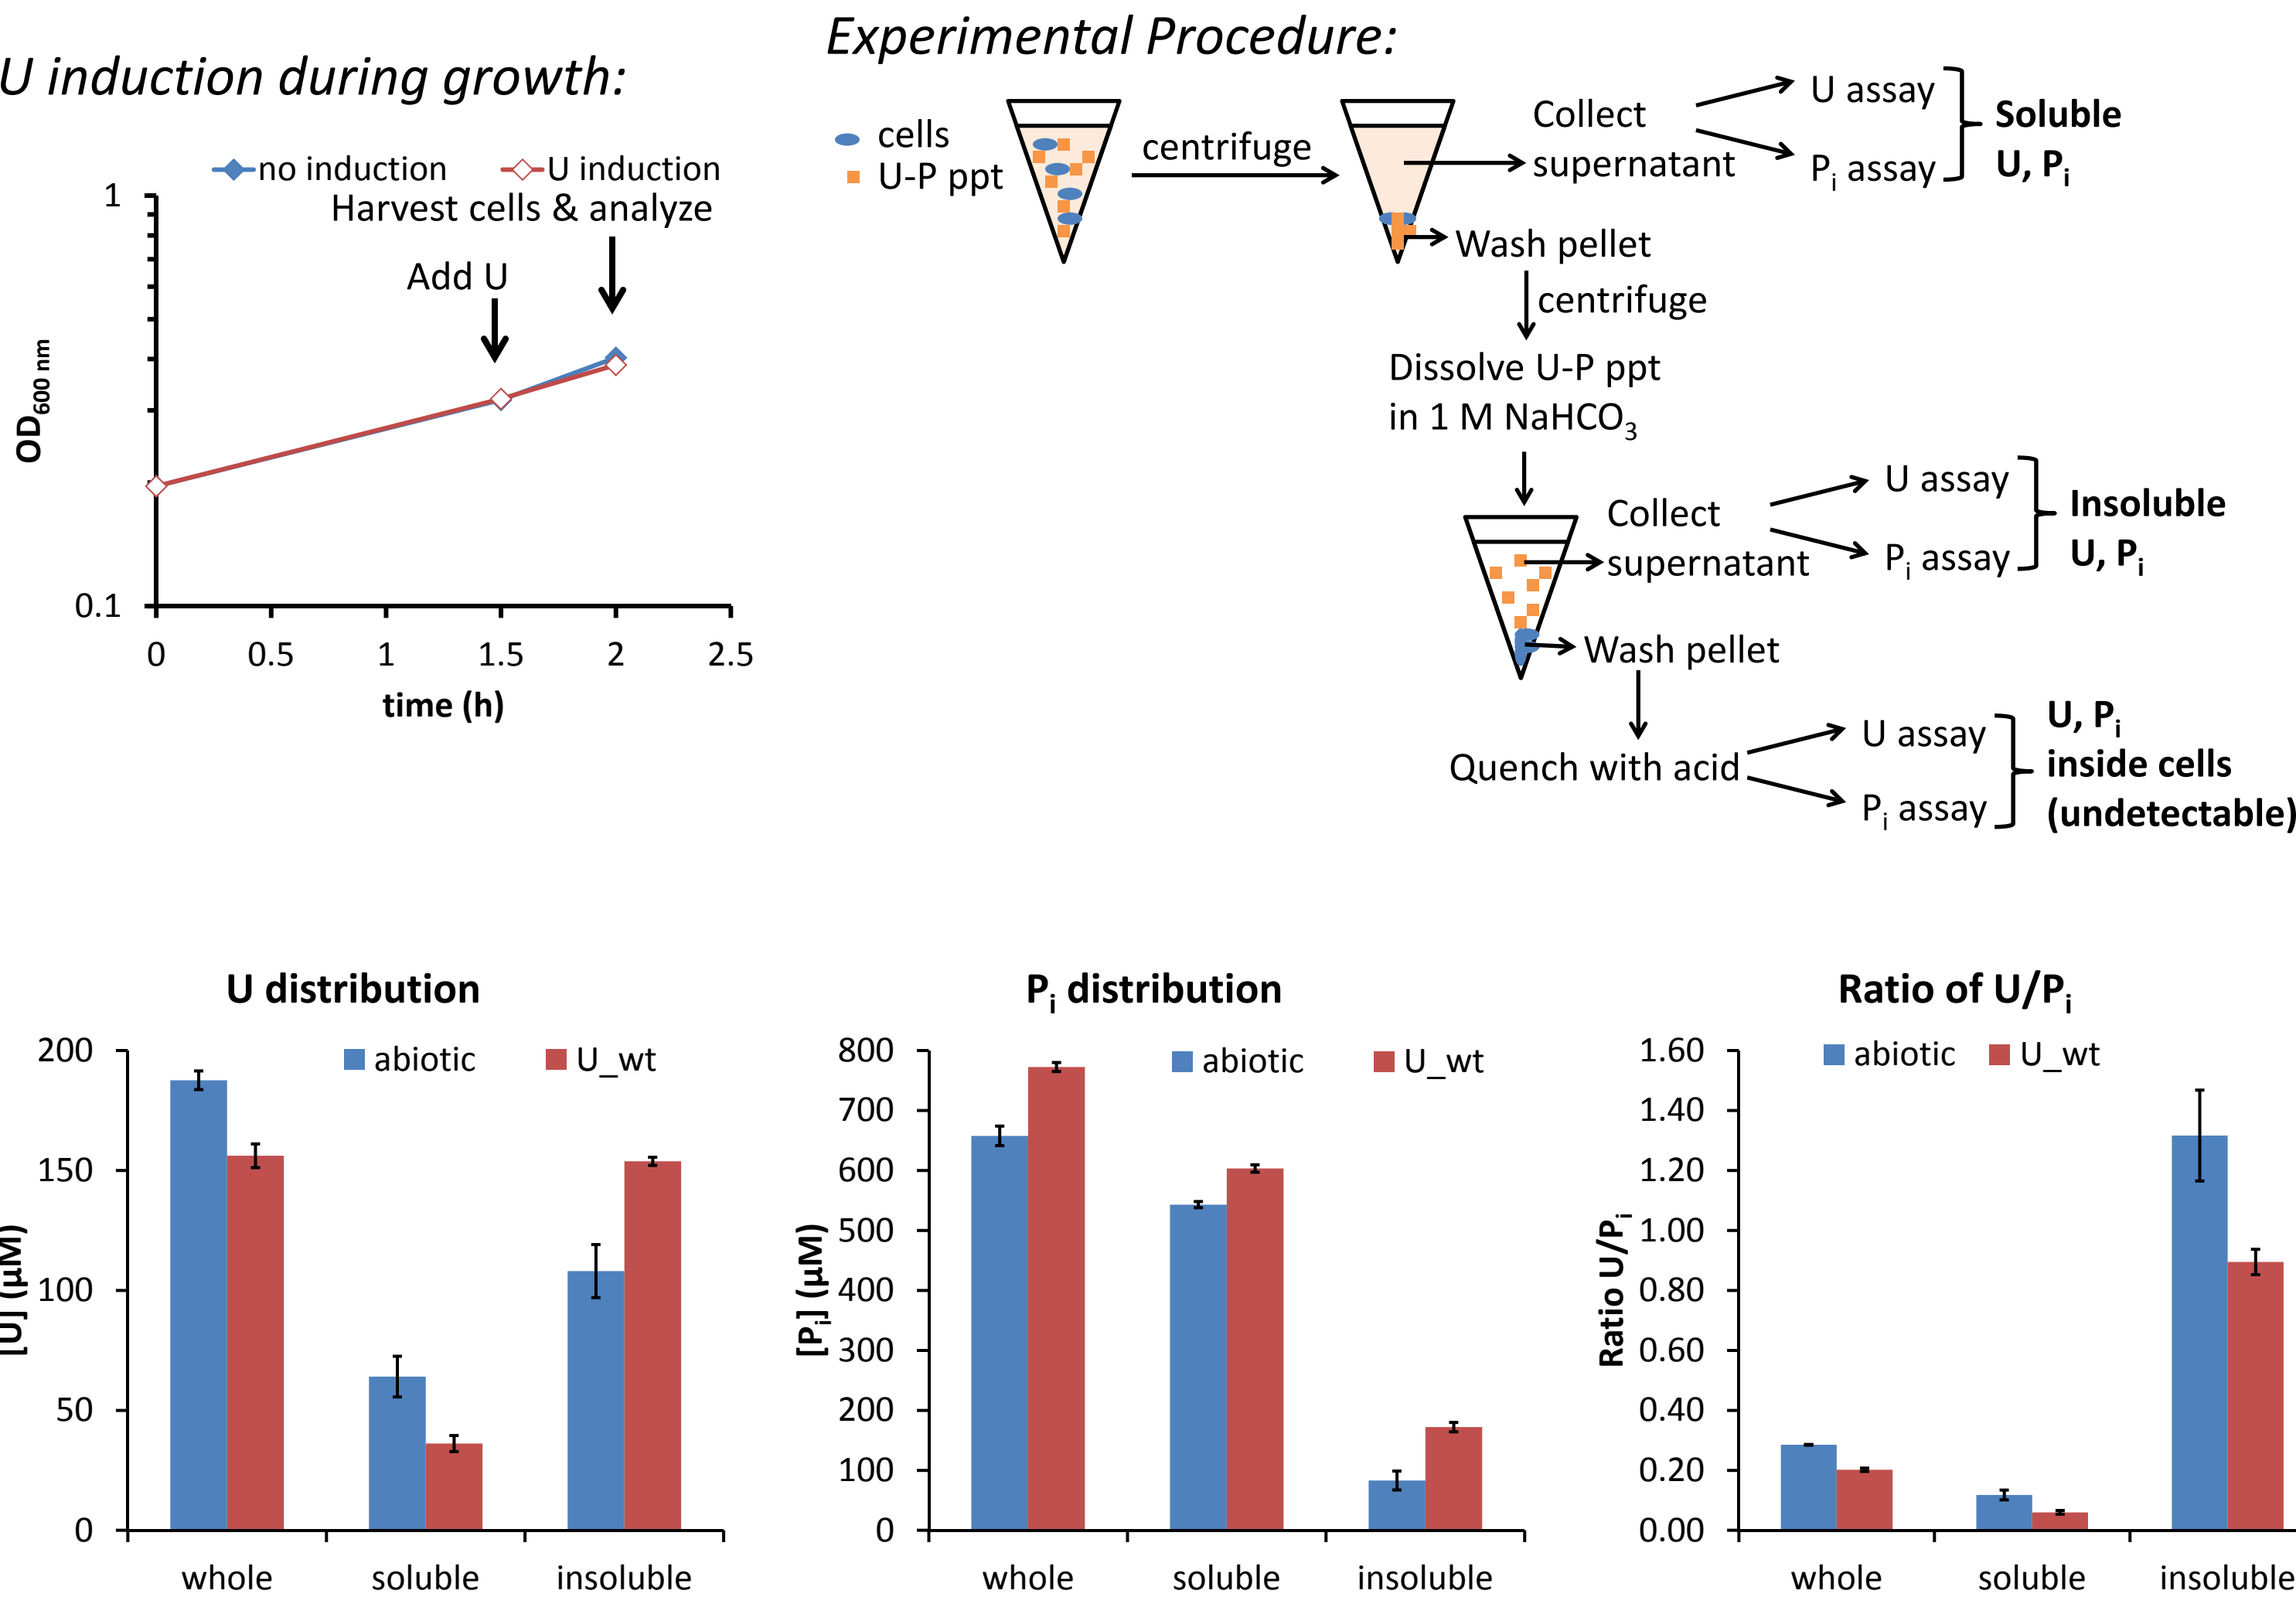 Experimental Procedure:
U induction during growth:
no induction
U induction
Harvest cells & analyze
Add U
1
0.1
OD600 nm
0
0.5
1
1.5
2
2.5
time (h)
cells
U-P ppt
centrifuge
Collect
supernatant
U assay
Pi assay
Soluble
U, Pi
Wash pellet
centrifuge
Dissolve U-P ppt
in 1 M NaHCO3
Collect
supernatant
U assay
Pi assay
Insoluble
U, Pi
Wash pellet
Quench with acid
U assay
Pi assay
U, Pi
inside cells
(undetectable)
U distribution
abiotic
U_wt
200
150
100
50
0
[U] (µM)
whole
soluble
insoluble
Pi distribution
abiotic
U_wt
800
700
600
500
400
300
200
100
0
[Pi] (µM)
whole
soluble
insoluble
Ratio of U/Pi
abiotic
U_wt
1.60
1.40
1.20
1.00
0.80
0.60
0.40
0.20
0.00
Ratio U/Pi
whole
soluble
insoluble